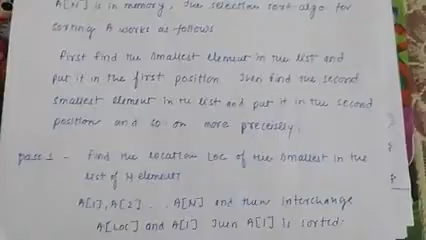 A[N] is in memory, The selection sort algo for
sorting A works as follows
first find the smallest element in the list and
put it in the first position. Then find the second
smallest element in the list and put it in the second
position and so on more precisely,
pass 1 - find the location LOC of the smallest in the
list of N element
A[1], A[2] . . . A[N] and then interchange
A[LOC] and A[1] Then A[1] is sorted.